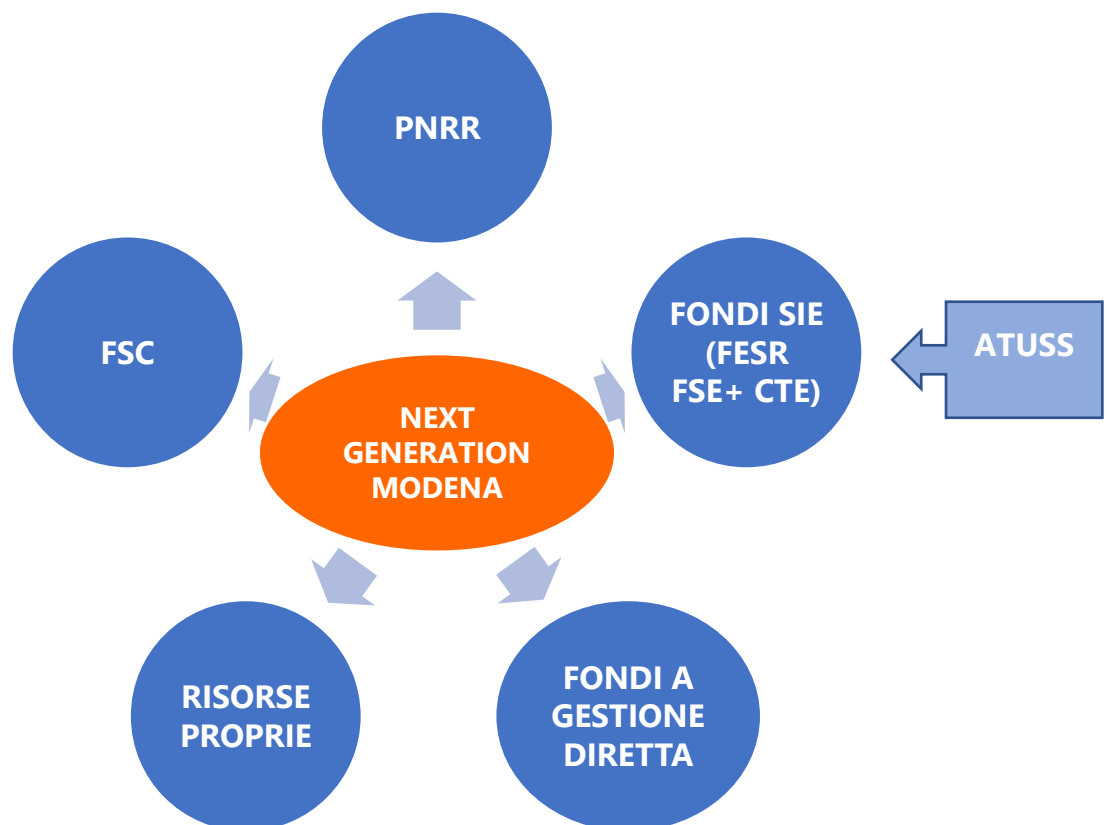 PNRR
FSC
FONDI SIE
(FESR
FSE+ CTE)
ATUSS
NEXT
GENERATION
MODENA
RISORSE
PROPRIE
FONDI A
GESTIONE
DIRETTA